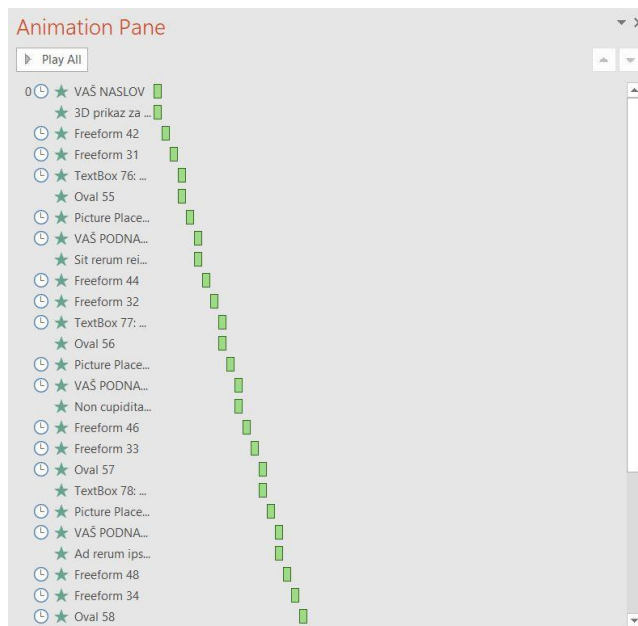 Animation Pane
Play All
0 VAŠ NASLOV
3D prikaz za ...
Freeform 42
Freeform 31
TextBox 76: ...
Oval 55
Picture Place...
VAŠ PODNA...
Sit rerum rei...
Freeform 44
Freeform 32
TextBox 77: ...
Oval 56
Picture Place...
VAŠ PODNA...
Non cupidita...
Freeform 46
Freeform 33
Oval 57
TextBox 78: ...
Picture Place...
VAŠ PODNA...
Ad rerum ips...
Freeform 48
Freeform 34
Oval 58